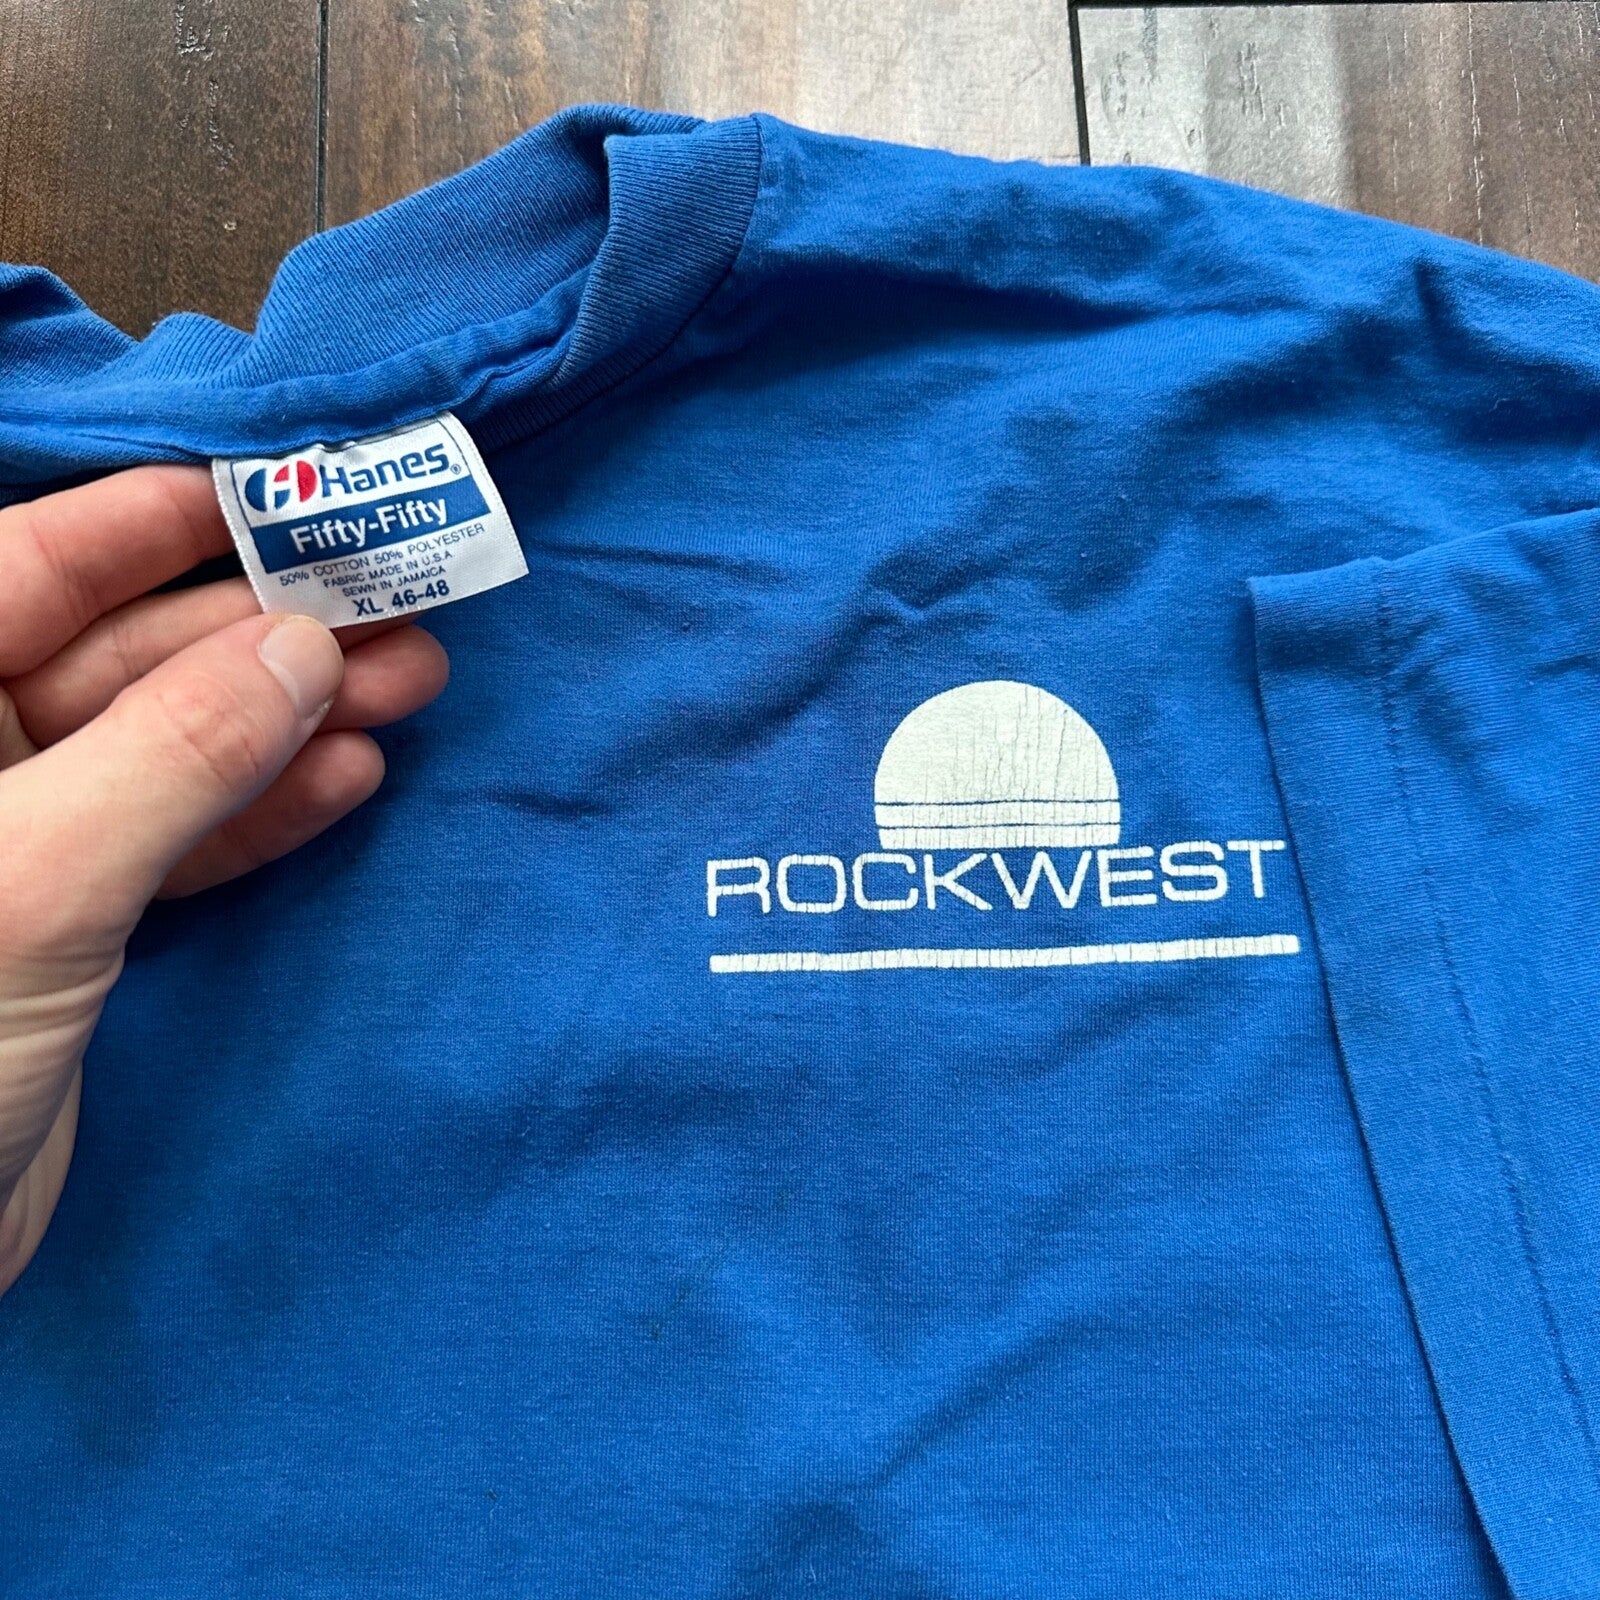 Hanes®
Fifty-Fifty
50% COTTON 50% POLYESTER
FABRIC MADE IN U.S.A
SEWN IN JAMAICA
XL 46-48
ROCKWEST